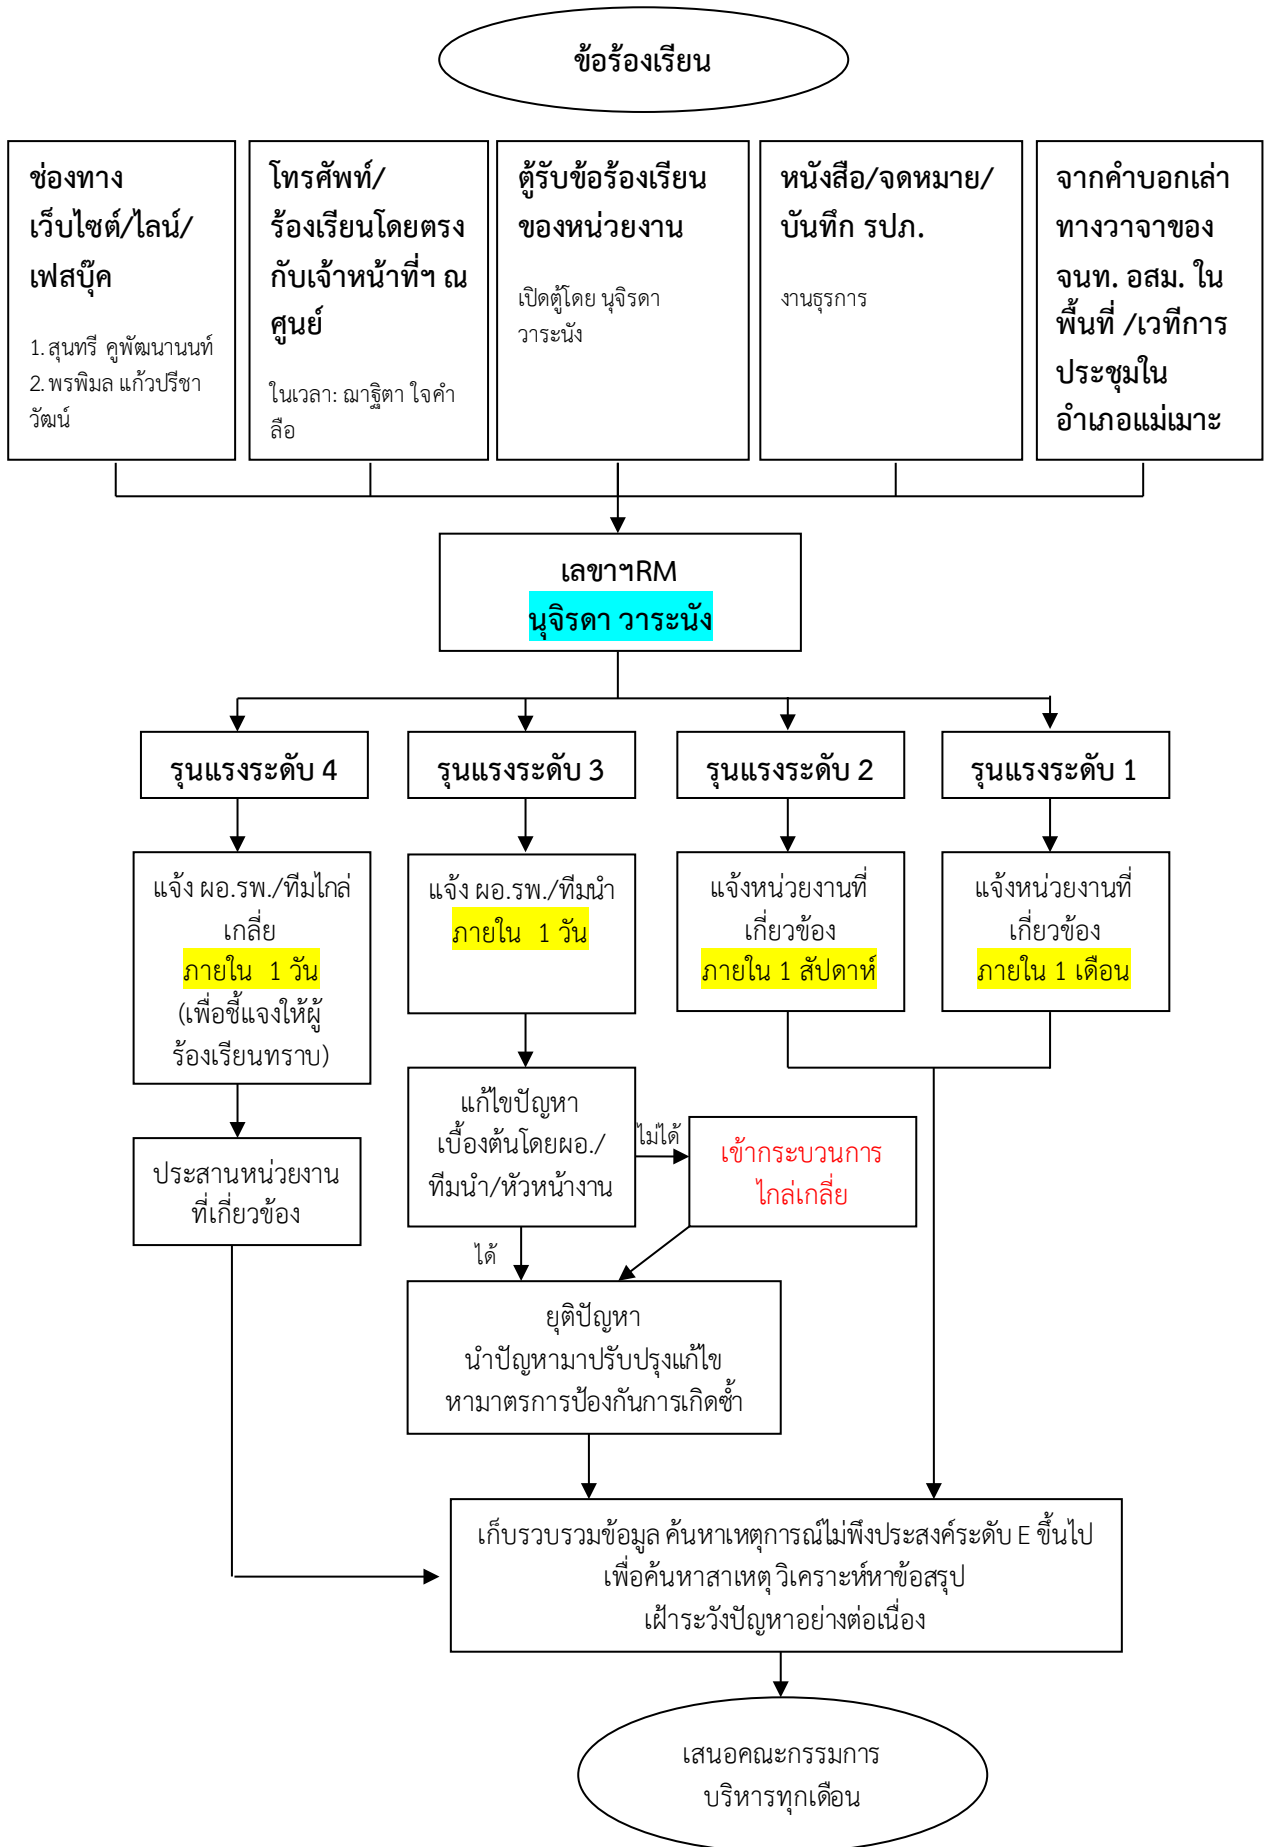 ข้อร้องเรียน
ช่องทาง
เว็บไซต์/ไลน์/
เฟสบุ๊ค
1. สุนทรี คูพัฒนานนท์
2. พรพิมล แก้วปรีชา
วัฒน์
โทรศัพท์/
ร้องเรียนโดยตรง
กับเจ้าหน้าที่ฯ ณ
ศูนย์
ในเวลา: ฌาฐิตา ใจคำ
ลือ
ตู้รับข้อร้องเรียน
ของหน่วยงาน
เปิดตู้โดย นุจิรดา
วาระนัง
หนังสือ/จดหมาย/
บันทึก รปภ.
งานธุรการ
จากคำบอกเล่า
ทางวาจาของ
จนท. อสม. ใน
พื้นที่ /เวทีการ
ประชุมใน
อำเภอแม่เมาะ
เลขาฯRM
นุจิรดา วาระนัง
รุนแรงระดับ 4
รุนแรงระดับ 3
รุนแรงระดับ 2
รุนแรงระดับ 1
แจ้ง ผอ.รพ./ทีมไกล่
เกลี่ย
ภายใน 1 วัน
(เพื่อชี้แจงให้ผู้
ร้องเรียนทราบ)
แจ้ง ผอ.รพ./ทีมนำ
ภายใน 1 วัน
แจ้งหน่วยงานที่
เกี่ยวข้อง
ภายใน 1 สัปดาห์
แจ้งหน่วยงานที่
เกี่ยวข้อง
ภายใน 1 เดือน
แก้ไขปัญหา
เบื้องต้นโดยผอ./
ทีมนำ/หัวหน้างาน
ไม่ได้
เข้ากระบวนการ
ไกล่เกลี่ย
ประสานหน่วยงาน
ที่เกี่ยวข้อง
ได้
ยุติปัญหา
นำปัญหามาปรับปรุงแก้ไข
หามาตรการป้องกันการเกิดซ้ำ
เก็บรวบรวมข้อมูล ค้นหาเหตุการณ์ไม่พึงประสงค์ระดับ E ขึ้นไป
เพื่อค้นหาสาเหตุ วิเคราะห์หาข้อสรุป
เฝ้าระวังปัญหาอย่างต่อเนื่อง
เสนอคณะกรรมการ
บริหารทุกเดือน